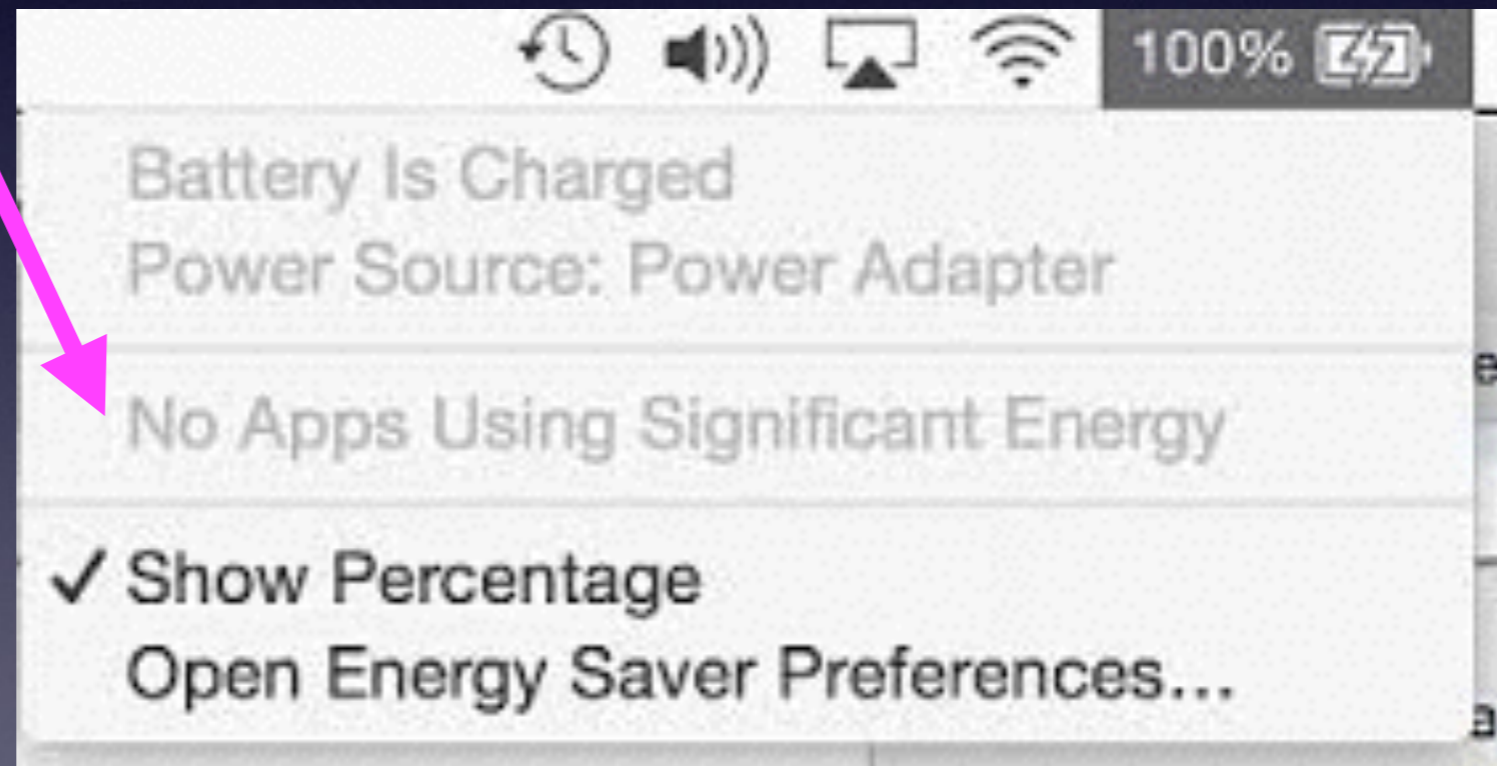 100%
Battery Is Charged
Power Source: Power Adapter
No Apps Using Significant Energy
✓ Show Percentage
Open Energy Saver Preferences...